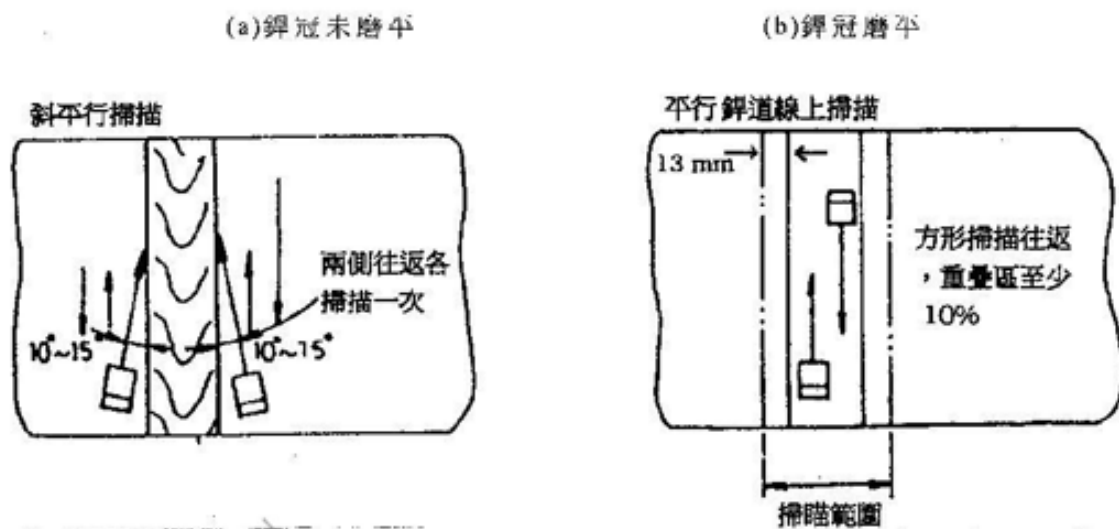 (a)銲冠未磨平
(b)銲冠磨平
斜平行掃描
10°~15°
10°~15°
兩側往返各
掃描一次
平行銲道線上掃描
13 mm
方形掃描往返
，重疊區至少
10%
掃瞄範圍